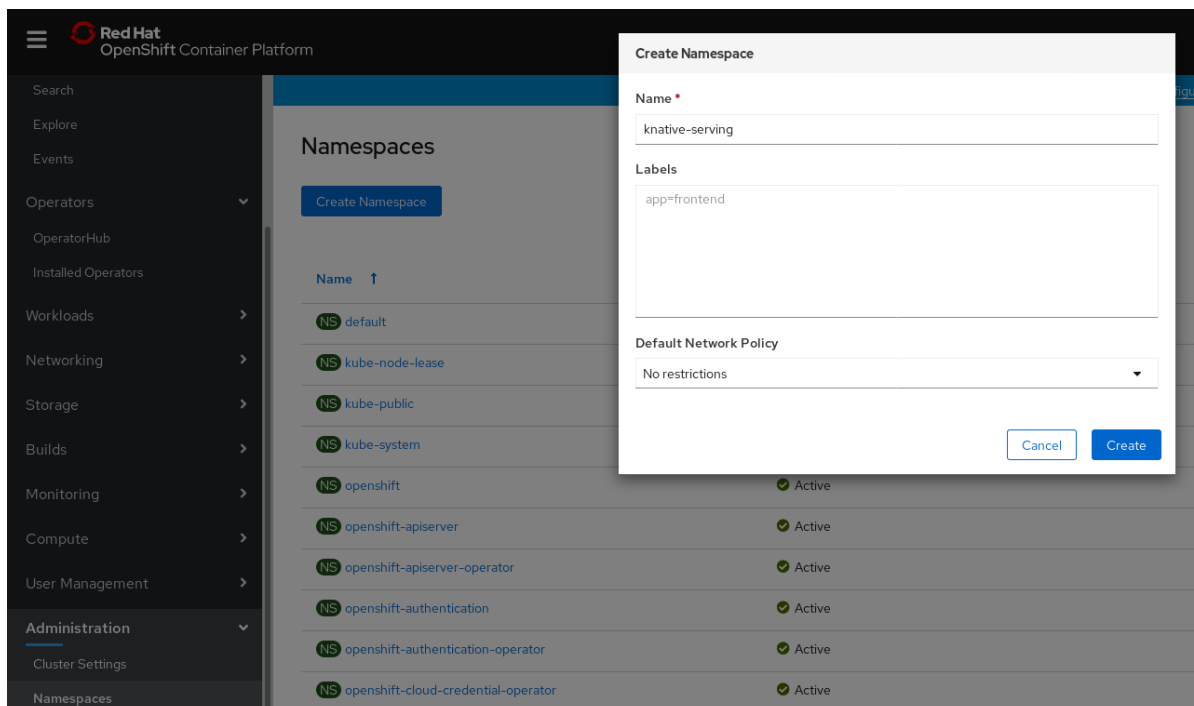 Red Hat
OpenShift Container Platform
Search
Explore
Events
Operators
OperatorHub
Installed Operators
Workloads
Networking
Storage
Builds
Monitoring
Compute
User Management
Administration
Cluster Settings
Namespaces
Namespaces
Create Namespace
Name
NS default
NS kube-node-lease
NS kube-public
NS kube-system
NS openshift Active
NS openshift-apiserver Active
NS openshift-apiserver-operator Active
NS openshift-authentication Active
NS openshift-authentication-operator Active
NS openshift-cloud-credential-operator Active
Create Namespace
Name *
knative-serving
Labels
app=frontend
Default Network Policy
No restrictions
Cancel Create